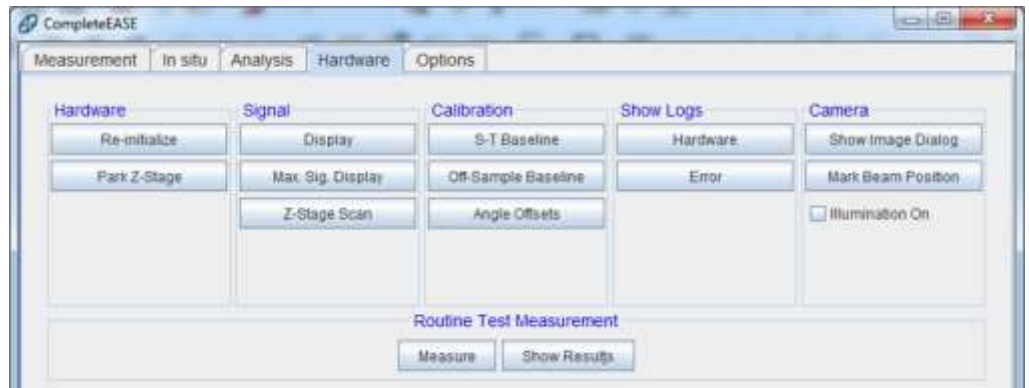 CompleteEASE
Measurement In situ Analysis Hardware Options
Hardware Signal Calibration Show Logs Camera
Re-initialize Display S-T Baseline Hardware Show Image Dialog
Park Z-Stage Max. Sig. Display Off-Sample Baseline Error Mark Beam Position
Z-Stage Scan Angle Offsets Illumination On
Routine Test Measurement
Measure Show Results